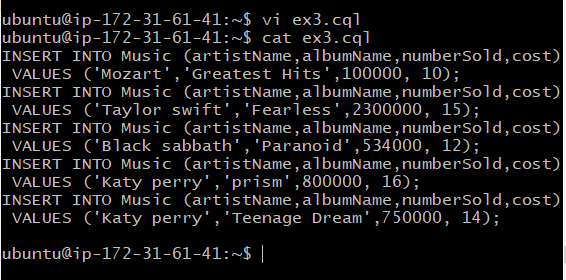 ubuntu@ip-172-31-61-41:~$ vi ex3.cql
ubuntu@ip-172-31-61-41:~$ cat ex3.cql
INSERT INTO Music (artistName,albumName,numberSold,cost)
 VALUES ('Mozart','Greatest Hits',100000, 10);
INSERT INTO Music (artistName,albumName,numberSold,cost)
 VALUES ('Taylor swift','Fearless',2300000, 15);
INSERT INTO Music (artistName,albumName,numberSold,cost)
 VALUES ('Black sabbath','Paranoid',534000, 12);
INSERT INTO Music (artistName,albumName,numberSold,cost)
 VALUES ('Katy perry','prism',800000, 16);
INSERT INTO Music (artistName,albumName,numberSold,cost)
 VALUES ('Katy perry','Teenage Dream',750000, 14);
ubuntu@ip-172-31-61-41:~$